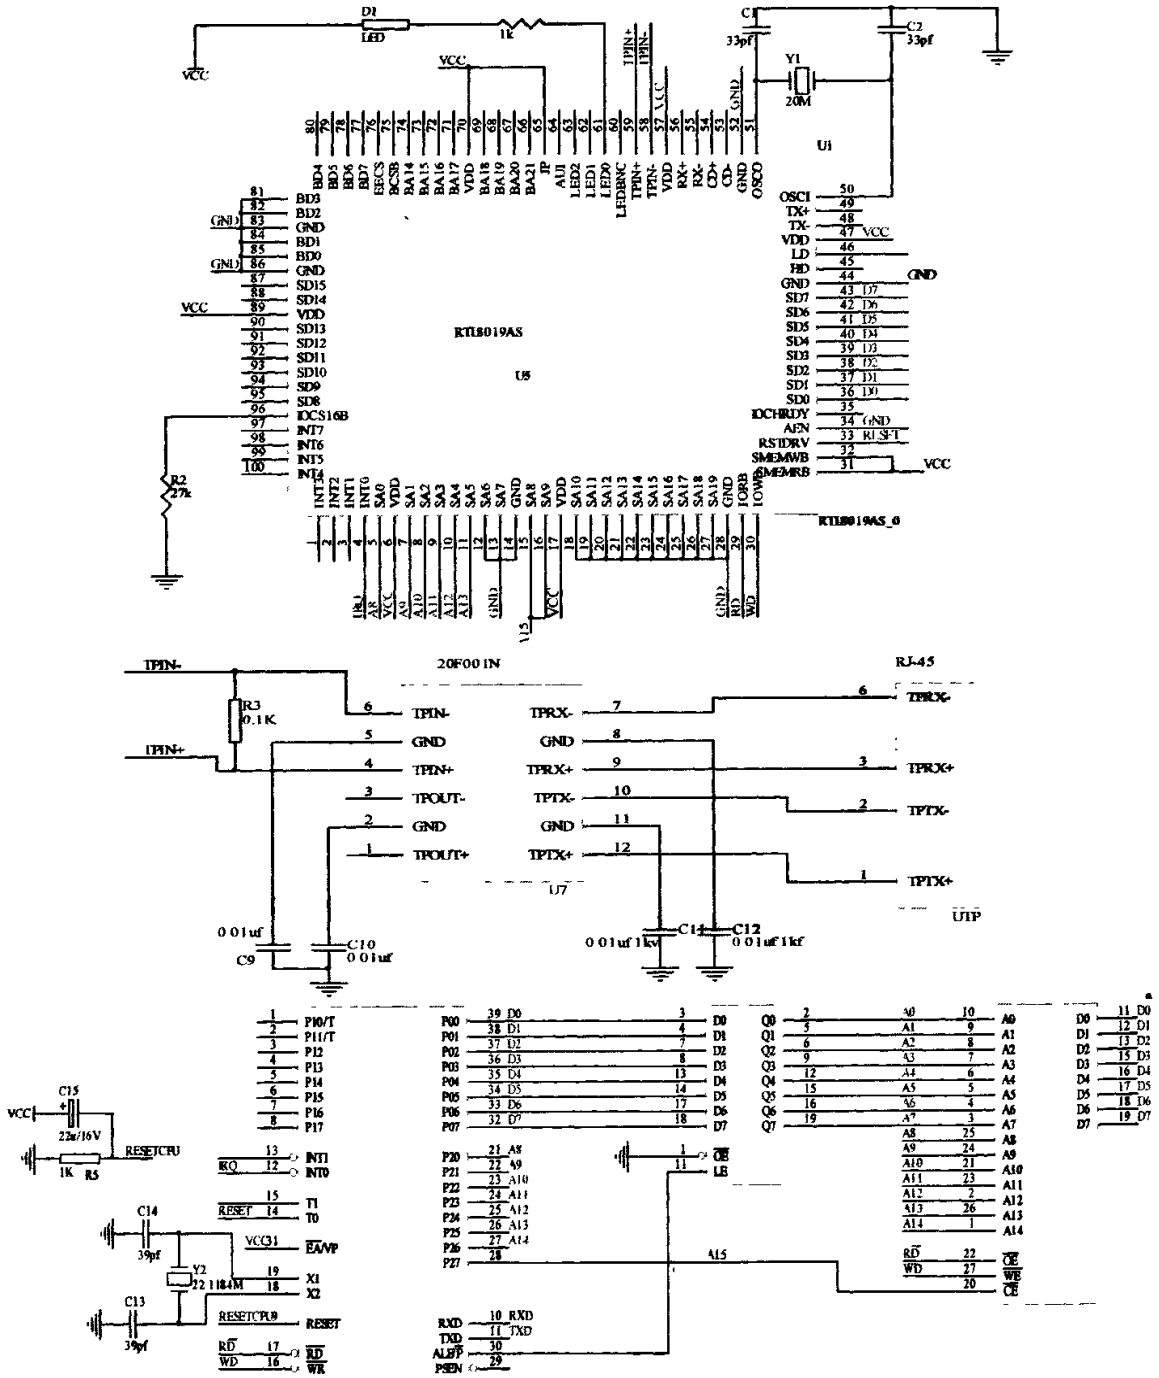 D1
LED
VCC
1k
VCC
TPIN+
TPIN-
VCC
GND
C1
33pf
C2
33pf
Y1
20M
U1
80 79 78 77 76 75 74 73 72 71 70 69 68 67 66 65 64 63 62 61 60 59 58 57 56 55 54 53 52 51
BD4 BD5 BD6 BD7 EECS BCSB BA14 BA15 BA16 BA17 VDD BA18 BA19 BA20 BA21 JP AUI LED2 LED1 LED0 LEDBNC TPIN+ TPIN- VDD RX+ RX- CD+ CD- GND OSCO
81 BD3
82 BD2
GND 83 GND
84 BD1
85 BD0
GND 86 GND
87 SD15
88 SD14
VCC 89 VDD
90 SD13
91 SD12
92 SD11
93 SD10
94 SD9
95 SD8
96 IOCS16B
97 INT7
98 INT6
99 INT5
100 INT4
R2
27k
RTL8019AS
U5
OSCI 50
TX+ 49
TX- 48
VDD 47 VCC
LD 46
HD 45
GND 44 GND
SD7 43 D7
SD6 42 D6
SD5 41 D5
SD4 40 D4
SD3 39 D3
SD2 38 D2
SD1 37 D1
SD0 36 D0
IOCHRDY 35
AEN 34 GND
RSTDRV 33 RESET
SMEMWB 32
SMEMRB 31 VCC
INT3 INT2 INT1 INT0 SA0 VDD SA1 SA2 SA3 SA4 SA5 SA6 SA7 GND SA8 SA9 VDD SA10 SA11 SA12 SA13 SA14 SA15 SA16 SA17 SA18 SA19 GND IORB IOWB
RTL8019AS_0
1 2 3 4 5 6 7 8 9 10 11 12 13 14 15 16 17 18 19 20 21 22 23 24 25 26 27 28 29 30
IRQ A8 VCC A9 A10 A11 A12 A13 GND A15 VCC GND RD WD
20F001N
RJ-45
TPIN-
R3
0.1K
TPIN+
6 TPIN- TPRX- 7
5 GND GND 8
4 TPIN+ TPRX+ 9
3 TPOUT- TPTX- 10
2 GND GND 11
1 TPOUT+ TPTX+ 12
U7
6 TPRX-
3 TPRX+
2 TPTX-
1 TPTX+
UTP
0 01uf
C9
C10
0 01uf
C11
0 01uf 1kv
C12
0 01uf 1kf
1 P10/T P00 39 D0 3 D0 Q0 2 A0 10 A0 D0 11 D0
2 P11/T P01 38 D1 4 D1 Q1 5 A1 9 A1 D1 12 D1
3 P12 P02 37 D2 7 D2 Q2 6 A2 8 A2 D2 13 D2
4 P13 P03 36 D3 8 D3 Q3 9 A3 7 A3 D3 15 D3
5 P14 P04 35 D4 13 D4 Q4 12 A4 6 A4 D4 16 D4
6 P15 P05 34 D5 14 D5 Q5 15 A5 5 A5 D5 17 D5
7 P16 P06 33 D6 17 D6 Q6 16 A6 4 A6 D6 18 D6
8 P17 P07 32 D7 18 D7 Q7 19 A7 3 A7 D7 19 D7
A8 25 A8
A9 24 A9
A10 21 A10
A11 23 A11
A12 2 A12
A13 26 A13
A14 1 A14
RD 22 OE
WD 27 WE
20 CE
C15
VCC
22u/16V
RESETCPU
1K R5
13 INT1 P20 21 A8
IRQ 12 INT0 P21 22 A9
P22 23 A10
15 T1 P23 24 A11
RESET 14 T0 P24 25 A12
P25 26 A13
VCC 31 EA/VP P26 27 A14
P27 28 A15
1 OE
11 LE
C14
39pf
Y2
22 1184M
C13
39pf
19 X1
18 X2
RESETCPU9 RESET
RD 17 RD
WD 16 WR
RXD 10 RXD
TXD 11 TXD
ALE/P 30
PSEN 29